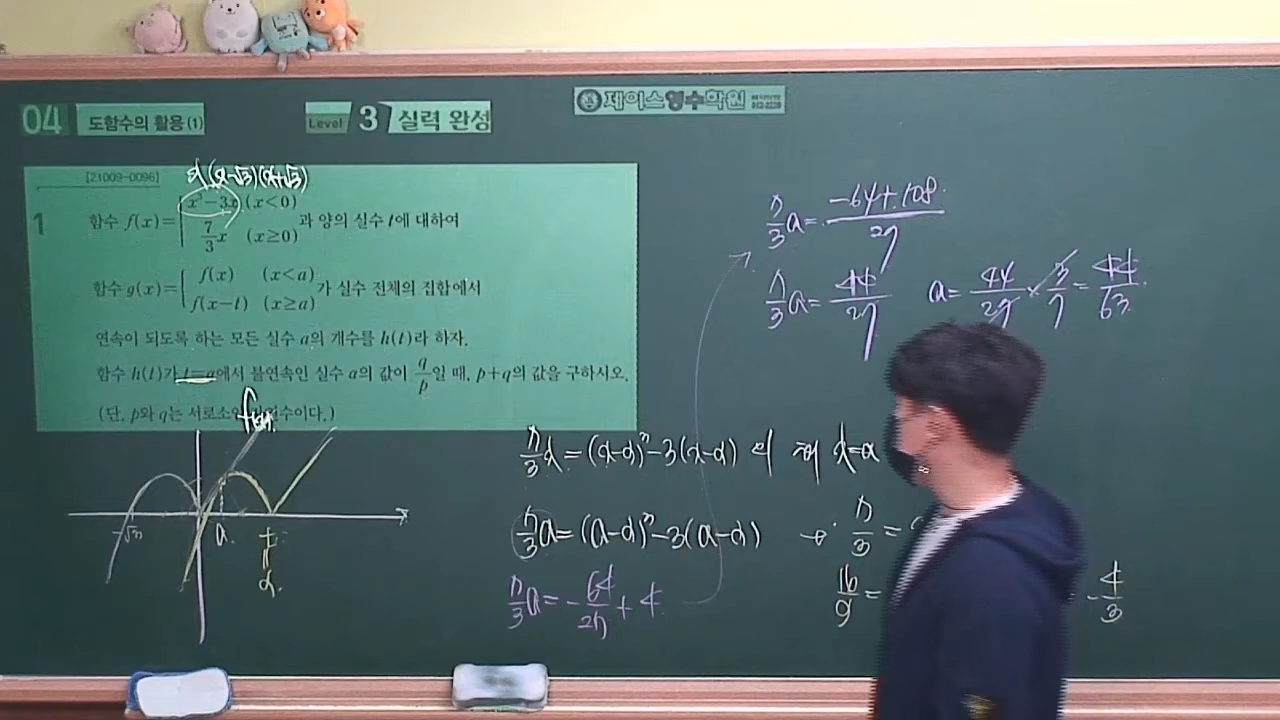 04 도함수의 활용(1) Level 3 실력 완성
제이스영수학원
[21009-0096]
x(x-√3)(x+√3)
1 함수 f(x)={ x³-3x (x<0)
7/3 x (x≥0) 과 양의 실수 t에 대하여
함수 g(x)={ f(x) (x<a)
f(x-t) (x≥a) 가 실수 전체의 집합에서
연속이 되도록 하는 모든 실수 a의 개수를 h(t)라 하자.
함수 h(t)가 t=α에서 불연속인 실수 α의 값이 q/p일 때, p+q의 값을 구하시오.
(단, p와 q는 서로소인 자연수이다.)
-√3 a t
α
7/3 a = (-64+108)/27
7/3 a = 44/27 a = 44/27 × 3/7 = 44/63
7/3 x = (x-α)³-3(x-α) 의 x=a
7/3 a = (a-α)³-3(a-α) → 7/3 =
7/3 a = -64/27 + 4
16/9 = -4/3